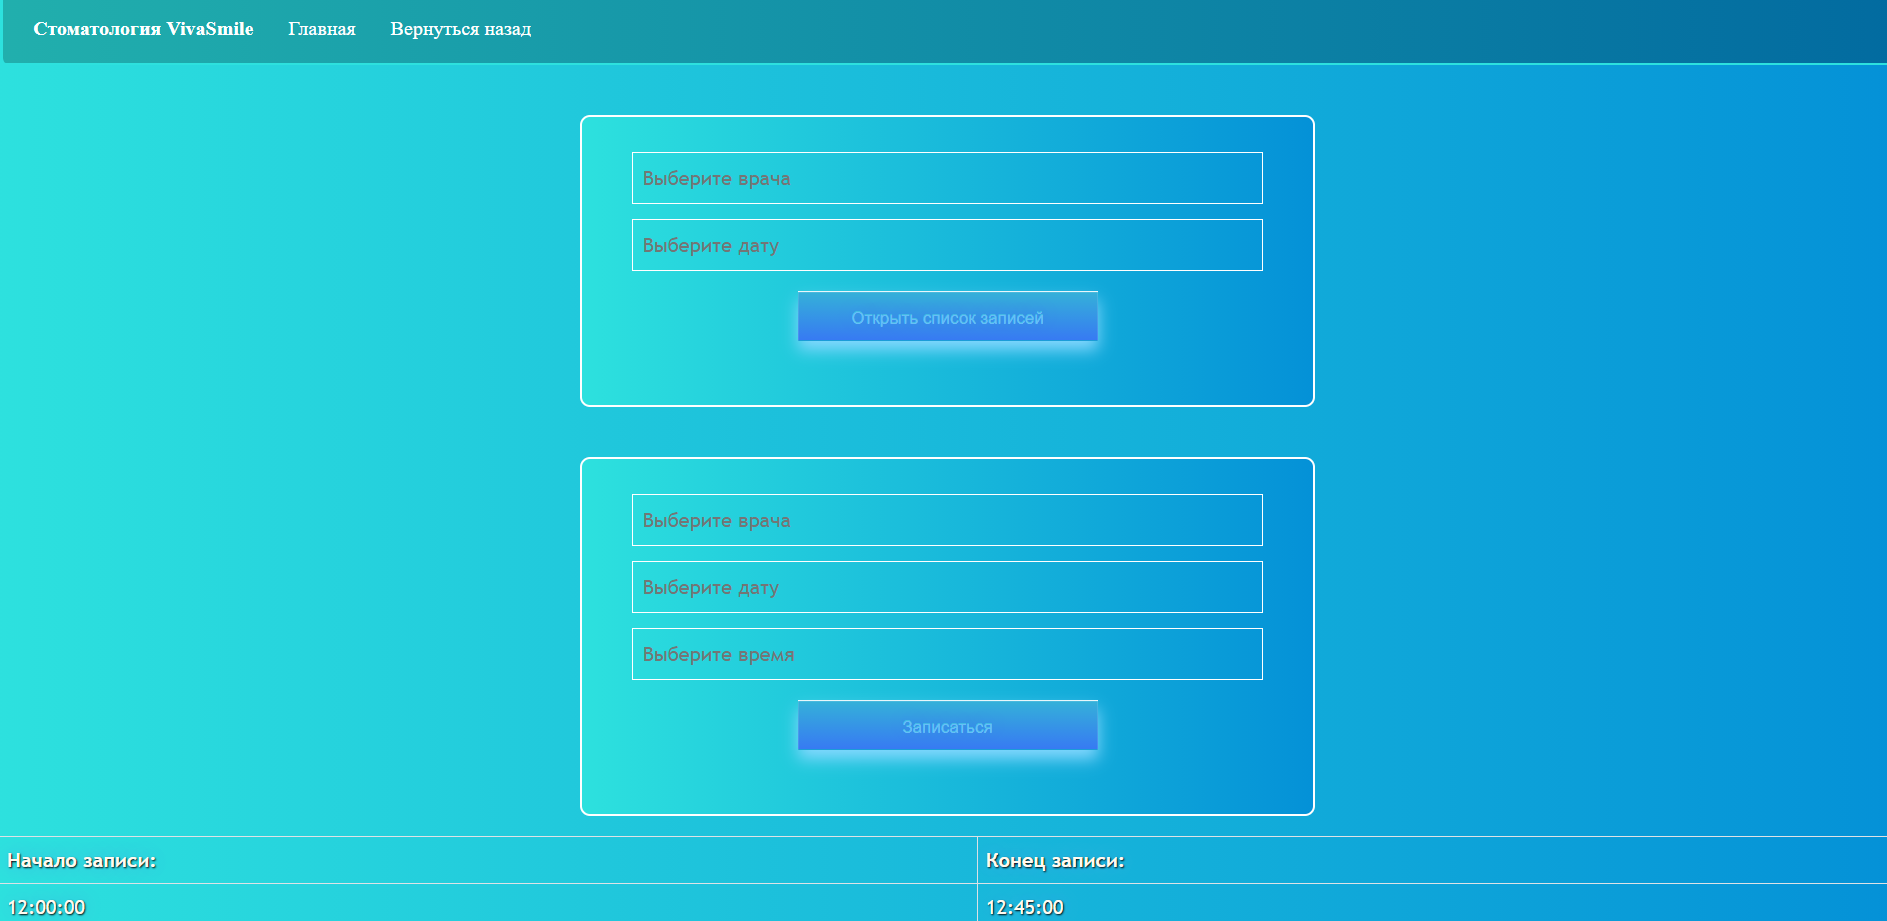 Стоматология VivaSmile Главная Вернуться назад
Выберите врача
Выберите дату
Открыть список записей
Выберите врача
Выберите дату
Выберите время
Записаться
Начало записи: Конец записи:
12:00:00 12:45:00